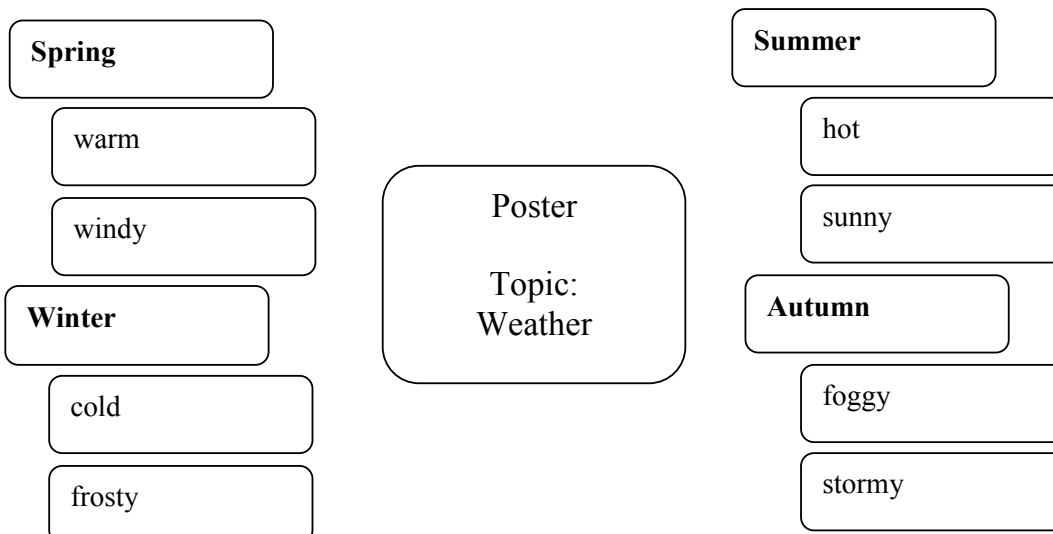 Spring
warm
windy
Winter
cold
frosty
Poster
Topic:
Weather
Summer
hot
sunny
Autumn
foggy
stormy